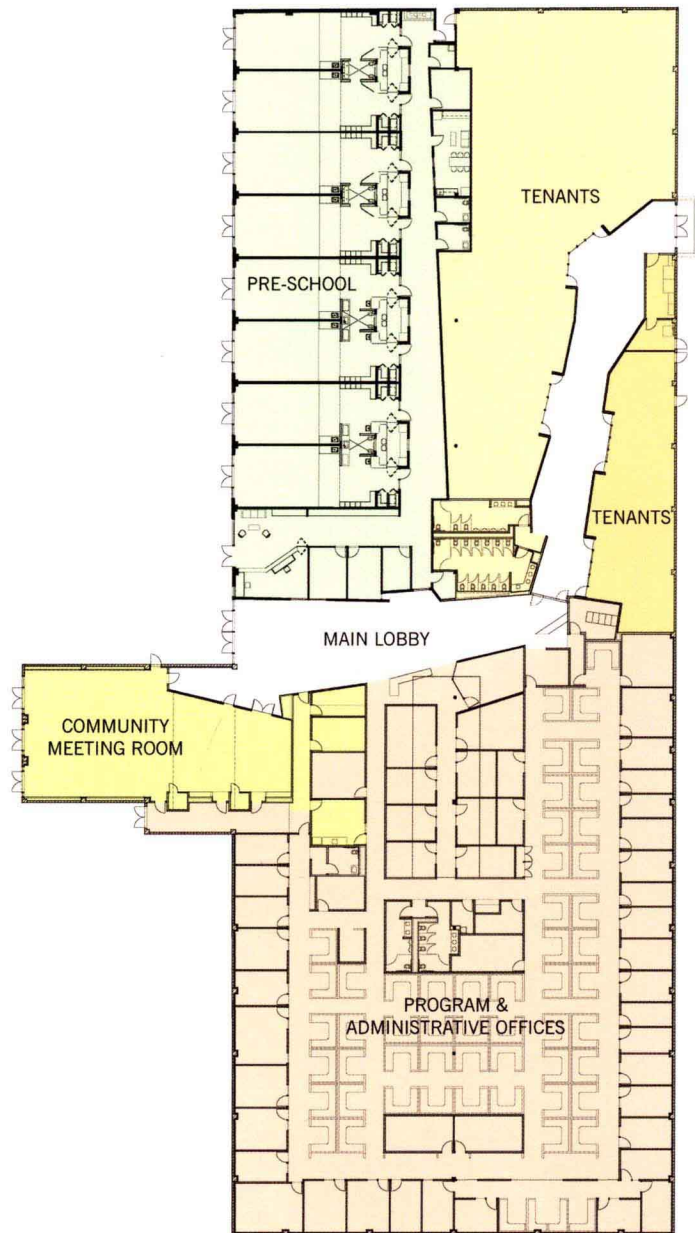 TENANTS
PRE-SCHOOL
TENANTS
MAIN LOBBY
COMMUNITY
MEETING ROOM
PROGRAM &
ADMINISTRATIVE OFFICES